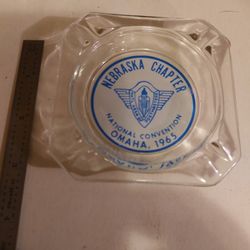 NEBRASKA CHAPTER
NATIONAL CONVENTION
OMAHA, 1965